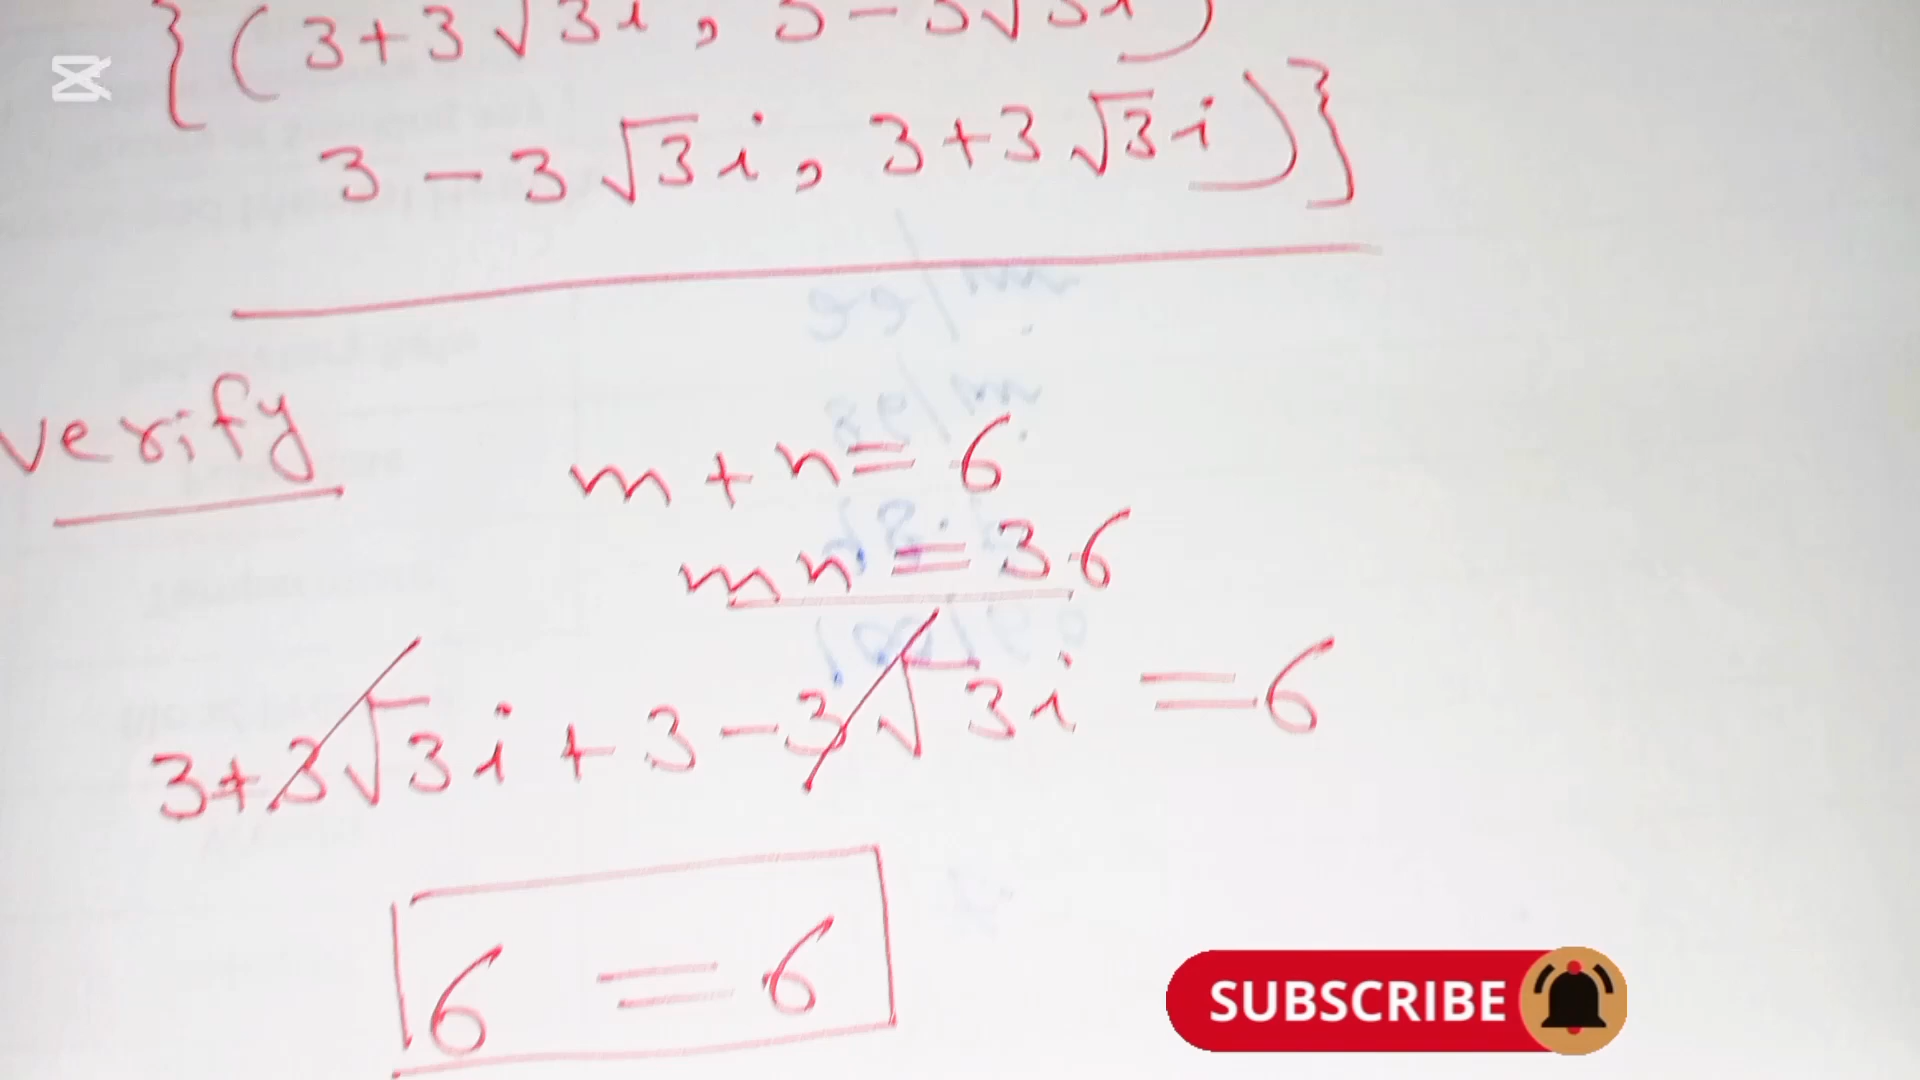 {(3+3√3i, 3-3√3i)
3-3√3i, 3+3√3i)}
verify
m+n=6
mn=36
3+3√3i+3-3√3i=6
6=6
SUBSCRIBE